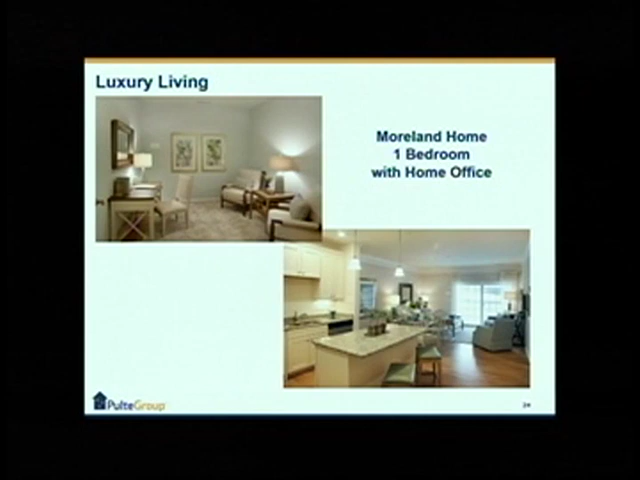 Luxury Living
Moreland Home
1 Bedroom
with Home Office
PulteGroup
24